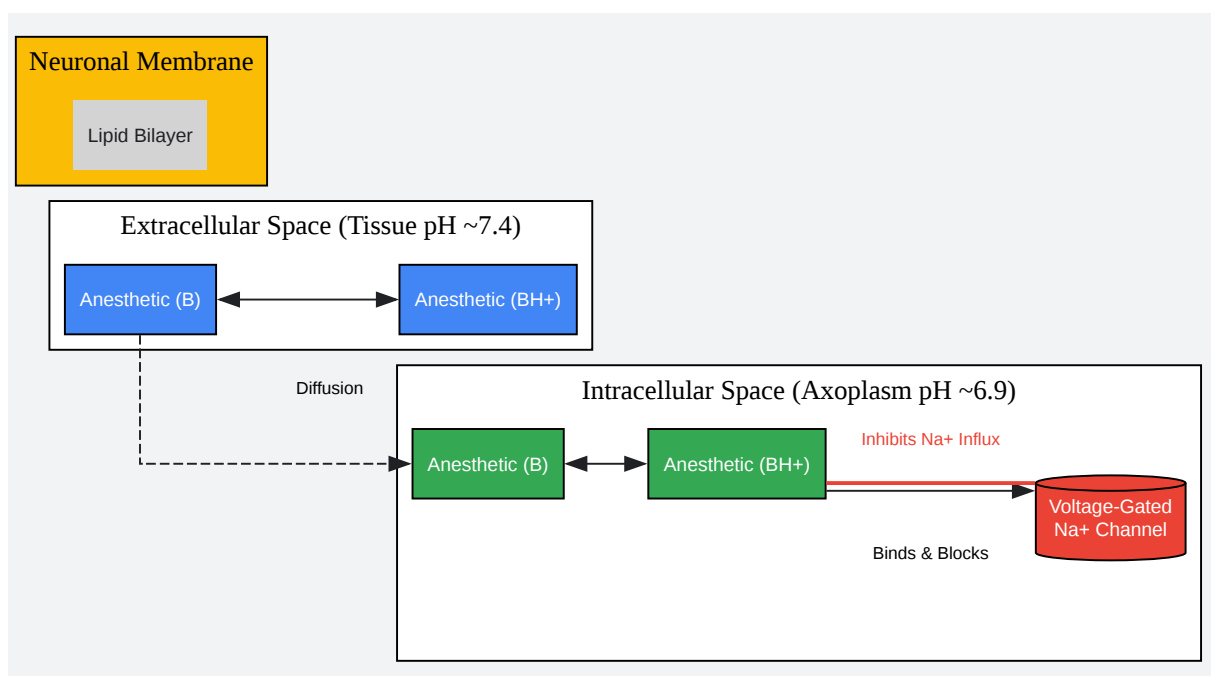 Neuronal Membrane
Lipid Bilayer
Extracellular Space (Tissue pH ~7.4)
Anesthetic (B)
Anesthetic (BH+)
Diffusion
Intracellular Space (Axoplasm pH ~6.9)
Anesthetic (B)
Anesthetic (BH+)
Inhibits Na+ Influx
Voltage-Gated
Na+ Channel
Binds & Blocks